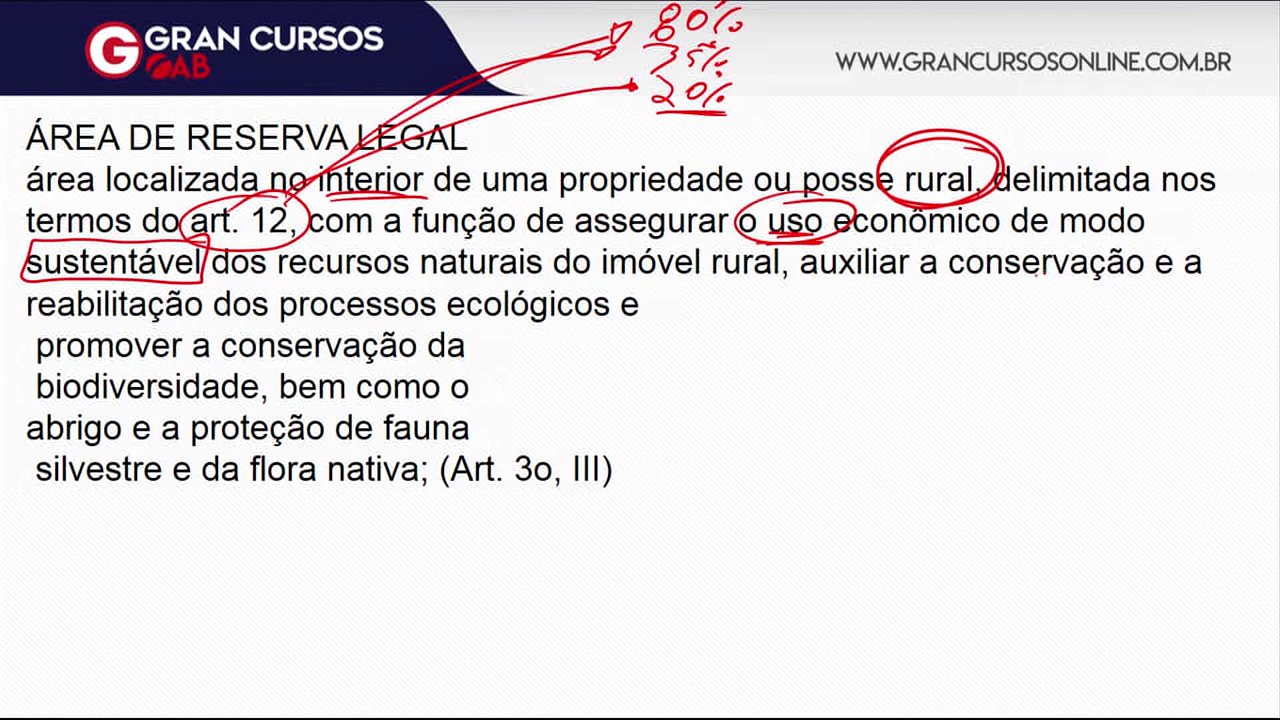 GRAN CURSOS
OAB
80%
35%
20%
WWW.GRANCURSOSONLINE.COM.BR
ÁREA DE RESERVA LEGAL
área localizada no interior de uma propriedade ou posse rural, delimitada nos
termos do art. 12, com a função de assegurar o uso econômico de modo
sustentável dos recursos naturais do imóvel rural, auxiliar a conservação e a
reabilitação dos processos ecológicos e
promover a conservação da
biodiversidade, bem como o
abrigo e a proteção de fauna
silvestre e da flora nativa; (Art. 3o, III)